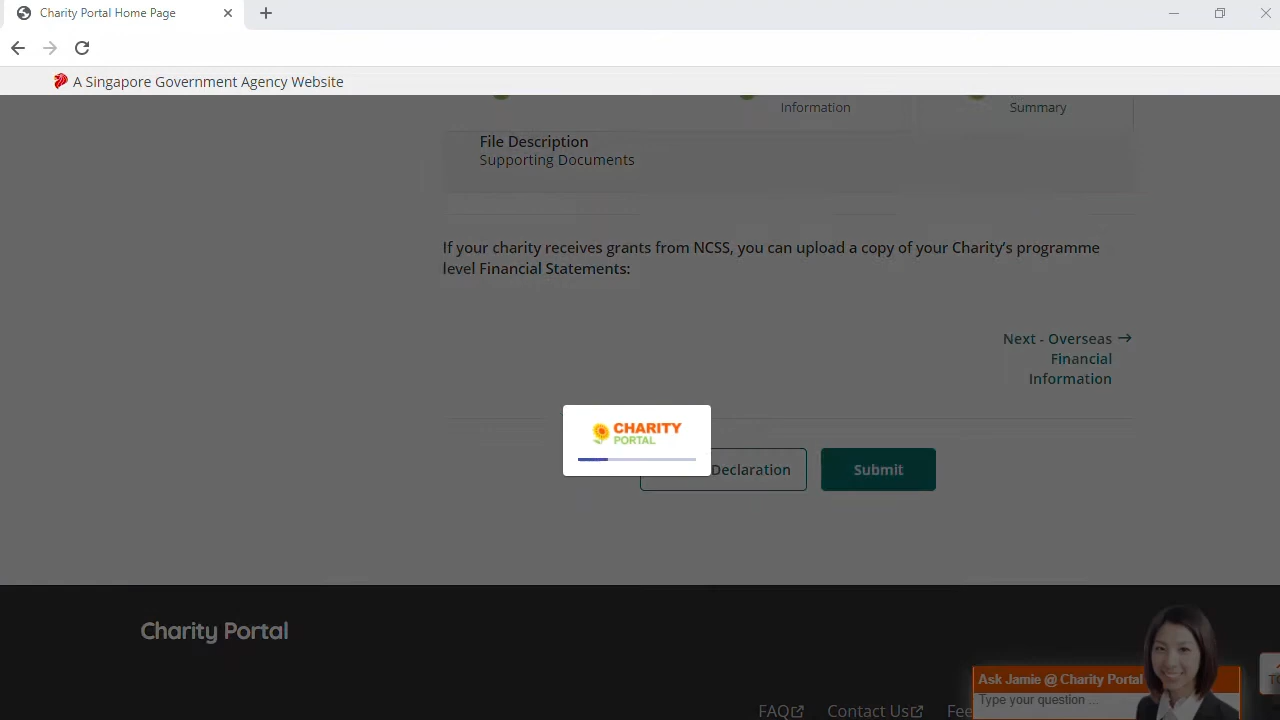 Charity Portal Home Page
A Singapore Government Agency Website
Information
Summary
File Description
Supporting Documents
If your charity receives grants from NCSS, you can upload a copy of your Charity's programme
level Financial Statements:
Next - Overseas
Financial
Information
CHARITY
PORTAL
Declaration
Submit
Charity Portal
Ask Jamie @ Charity Portal
Type your question ...
FAQ
Contact Us